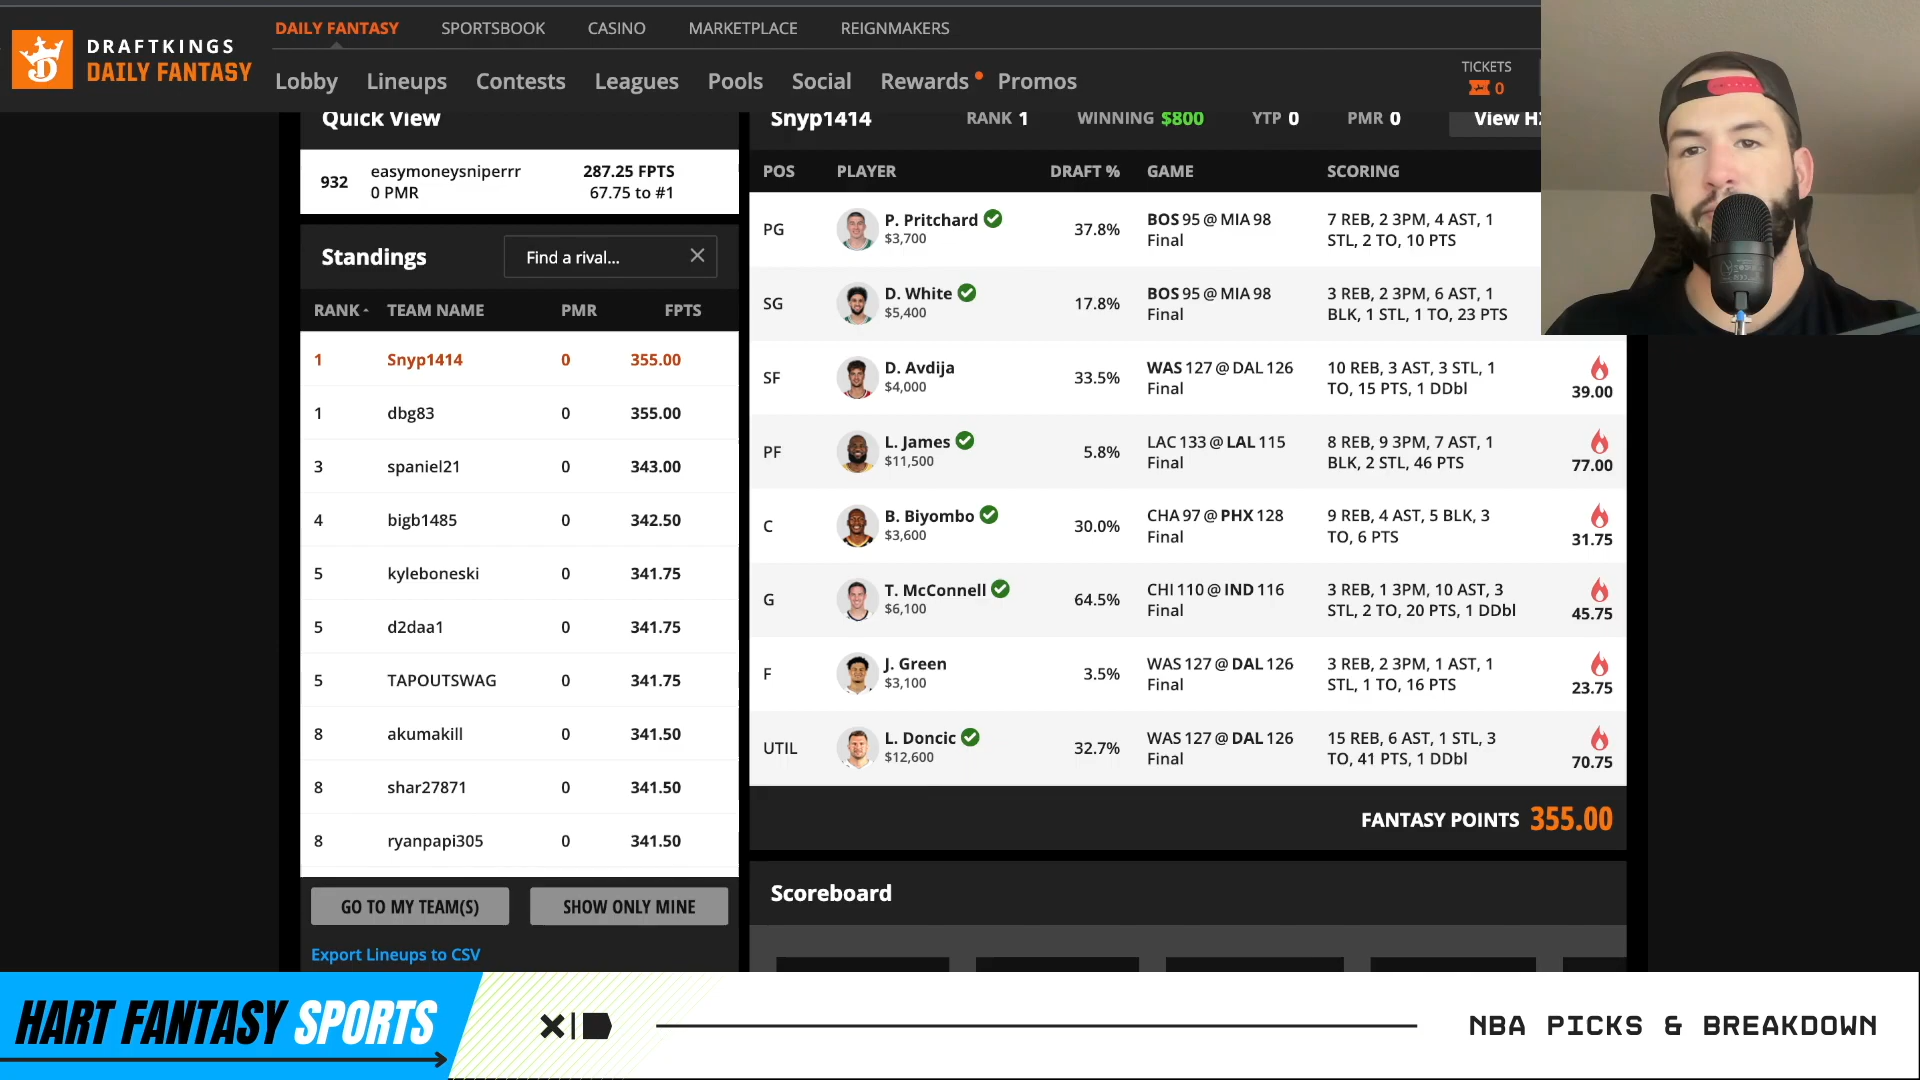 DRAFTKINGS
DAILY FANTASY
DAILY FANTASY SPORTSBOOK CASINO MARKETPLACE REIGNMAKERS
Lobby Lineups Contests Leagues Pools Social Rewards Promos
TICKETS
0
Quick View
932 easymoneysniperrr 287.25 FPTS
0 PMR 67.75 to #1
Standings Find a rival...
RANK TEAM NAME PMR FPTS
1 Snyp1414 0 355.00
1 dbg83 0 355.00
3 spaniel21 0 343.00
4 bigb1485 0 342.50
5 kyleboneski 0 341.75
5 d2daa1 0 341.75
5 TAPOUTSWAG 0 341.75
8 akumakill 0 341.50
8 shar27871 0 341.50
8 ryanpapi305 0 341.50
GO TO MY TEAM(S) SHOW ONLY MINE
Export Lineups to CSV
Snyp1414 RANK 1 WINNING $800 YTP 0 PMR 0 View
POS PLAYER DRAFT % GAME SCORING
PG P. Pritchard 37.8% BOS 95 @ MIA 98 7 REB, 2 3PM, 4 AST, 1
$3,700 Final STL, 2 TO, 10 PTS
SG D. White 17.8% BOS 95 @ MIA 98 3 REB, 2 3PM, 6 AST, 1
$5,400 Final BLK, 1 STL, 1 TO, 23 PTS
SF D. Avdija 33.5% WAS 127 @ DAL 126 10 REB, 3 AST, 3 STL, 1
$4,000 Final TO, 15 PTS, 1 DDbl 39.00
PF L. James 5.8% LAC 133 @ LAL 115 8 REB, 9 3PM, 7 AST, 1
$11,500 Final BLK, 2 STL, 46 PTS 77.00
C B. Biyombo 30.0% CHA 97 @ PHX 128 9 REB, 4 AST, 5 BLK, 3
$3,600 Final TO, 6 PTS 31.75
G T. McConnell 64.5% CHI 110 @ IND 116 3 REB, 1 3PM, 10 AST, 3
$6,100 Final STL, 2 TO, 20 PTS, 1 DDbl 45.75
F J. Green 3.5% WAS 127 @ DAL 126 3 REB, 2 3PM, 1 AST, 1
$3,100 Final STL, 1 TO, 16 PTS 23.75
UTIL L. Doncic 32.7% WAS 127 @ DAL 126 15 REB, 6 AST, 1 STL, 3
$12,600 Final TO, 41 PTS, 1 DDbl 70.75
FANTASY POINTS 355.00
Scoreboard
HART FANTASY SPORTS
NBA PICKS & BREAKDOWN